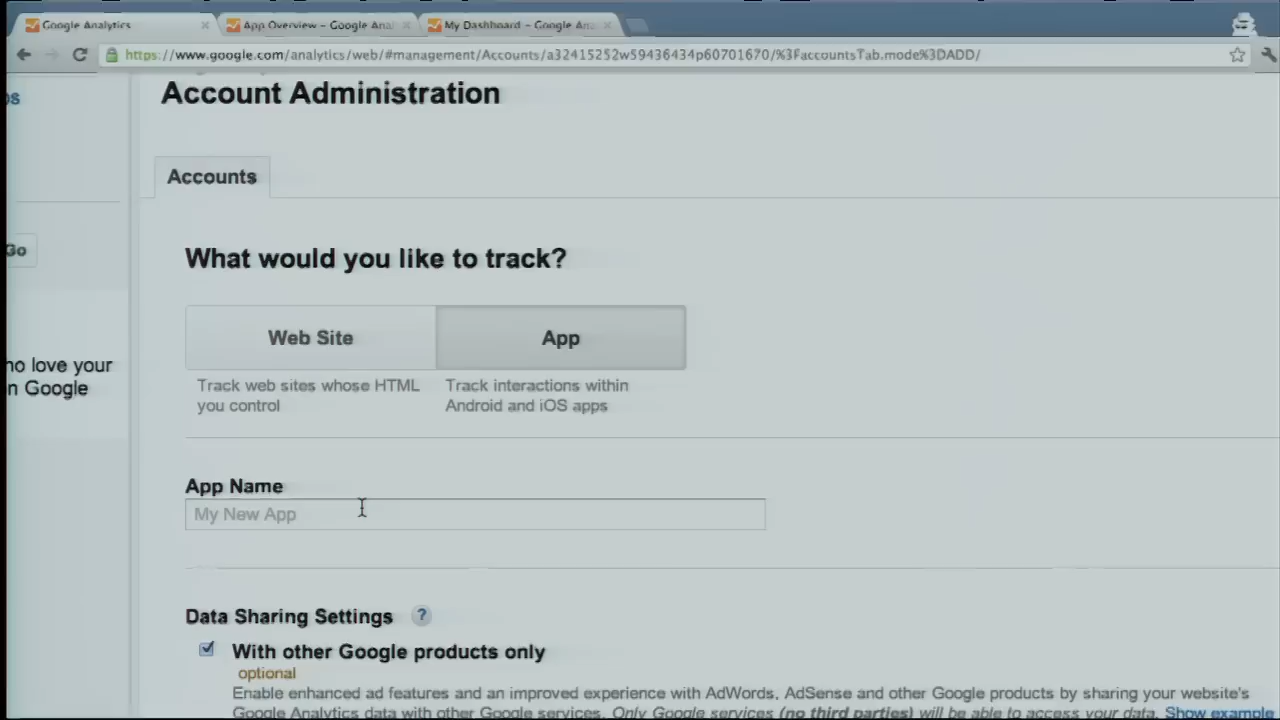 Google Analytics
App Overview – Google Anal
My Dashboard – Google Ana
https://www.google.com/analytics/web/#management/Accounts/a32415252w59436434p60701670/%3FaccountsTab.mode%3DADD/
Account Administration
Accounts
What would you like to track?
Web Site
App
Go
Track web sites whose HTML
you control
Track interactions within
Android and iOS apps
no love your
n Google
App Name
My New App
Data Sharing Settings ?
With other Google products only
optional
Enable enhanced ad features and an improved experience with AdWords, AdSense and other Google products by sharing your website's
Google Analytics data with other Google services. Only Google services (no third parties) will be able to access your data. Show example